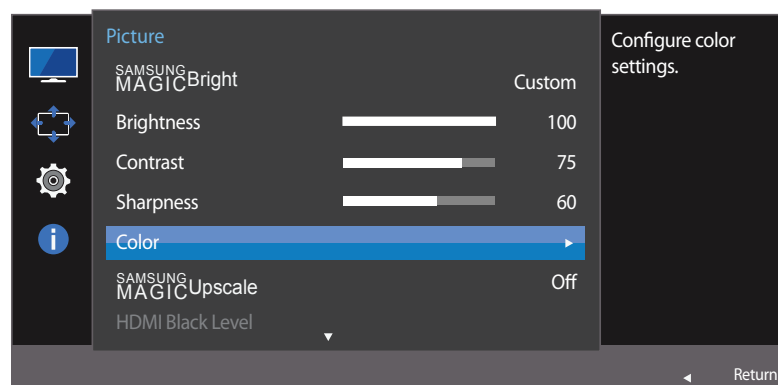 Picture
SAMSUNG MAGIC Bright Custom
Brightness 100
Contrast 75
Sharpness 60
Color
SAMSUNG MAGIC Upscale Off
HDMI Black Level
Configure color
settings.
Return